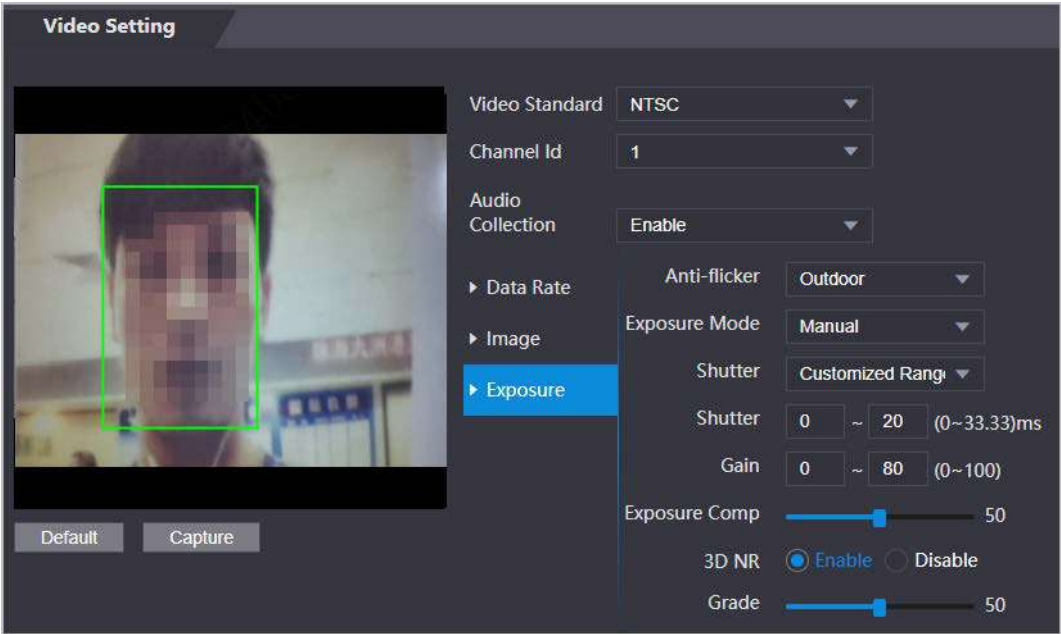 Video Setting
Video Standard NTSC
Channel Id 1
Audio
Collection Enable
Data Rate
Image
Exposure
Anti-flicker Outdoor
Exposure Mode Manual
Shutter Customized Rang
Shutter 0 ~ 20 (0~33.33)ms
Gain 0 ~ 80 (0~100)
Exposure Comp 50
3D NR Enable Disable
Grade 50
Default Capture